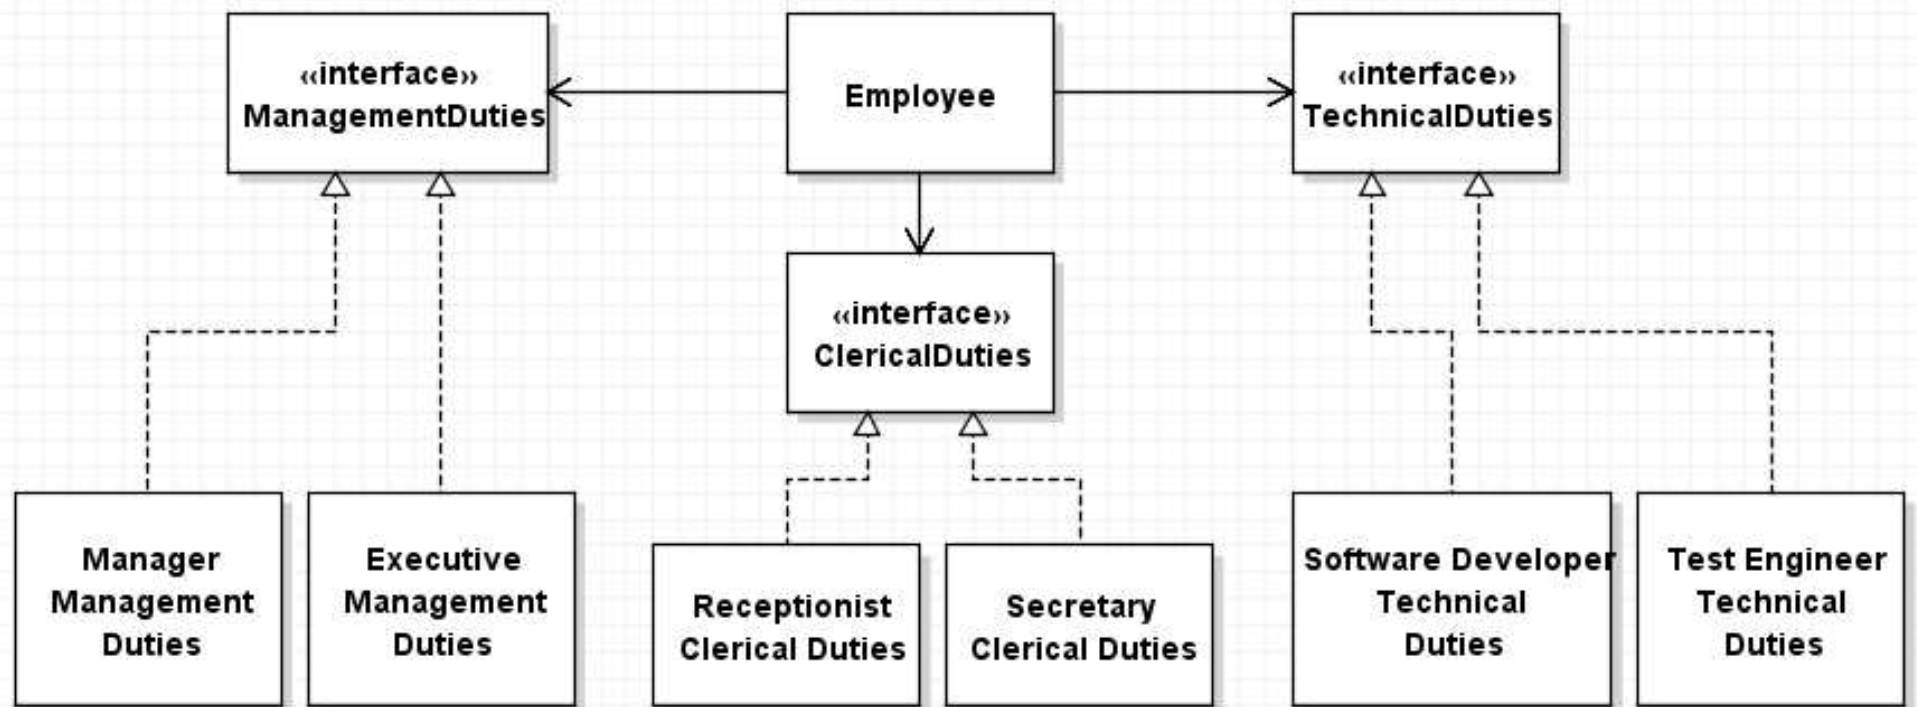 «interface»
ManagementDuties
Employee
«interface»
TechnicalDuties
«interface»
ClericalDuties
Manager
Management
Duties
Executive
Management
Duties
Receptionist
Clerical Duties
Secretary
Clerical Duties
Software Developer
Technical
Duties
Test Engineer
Technical
Duties